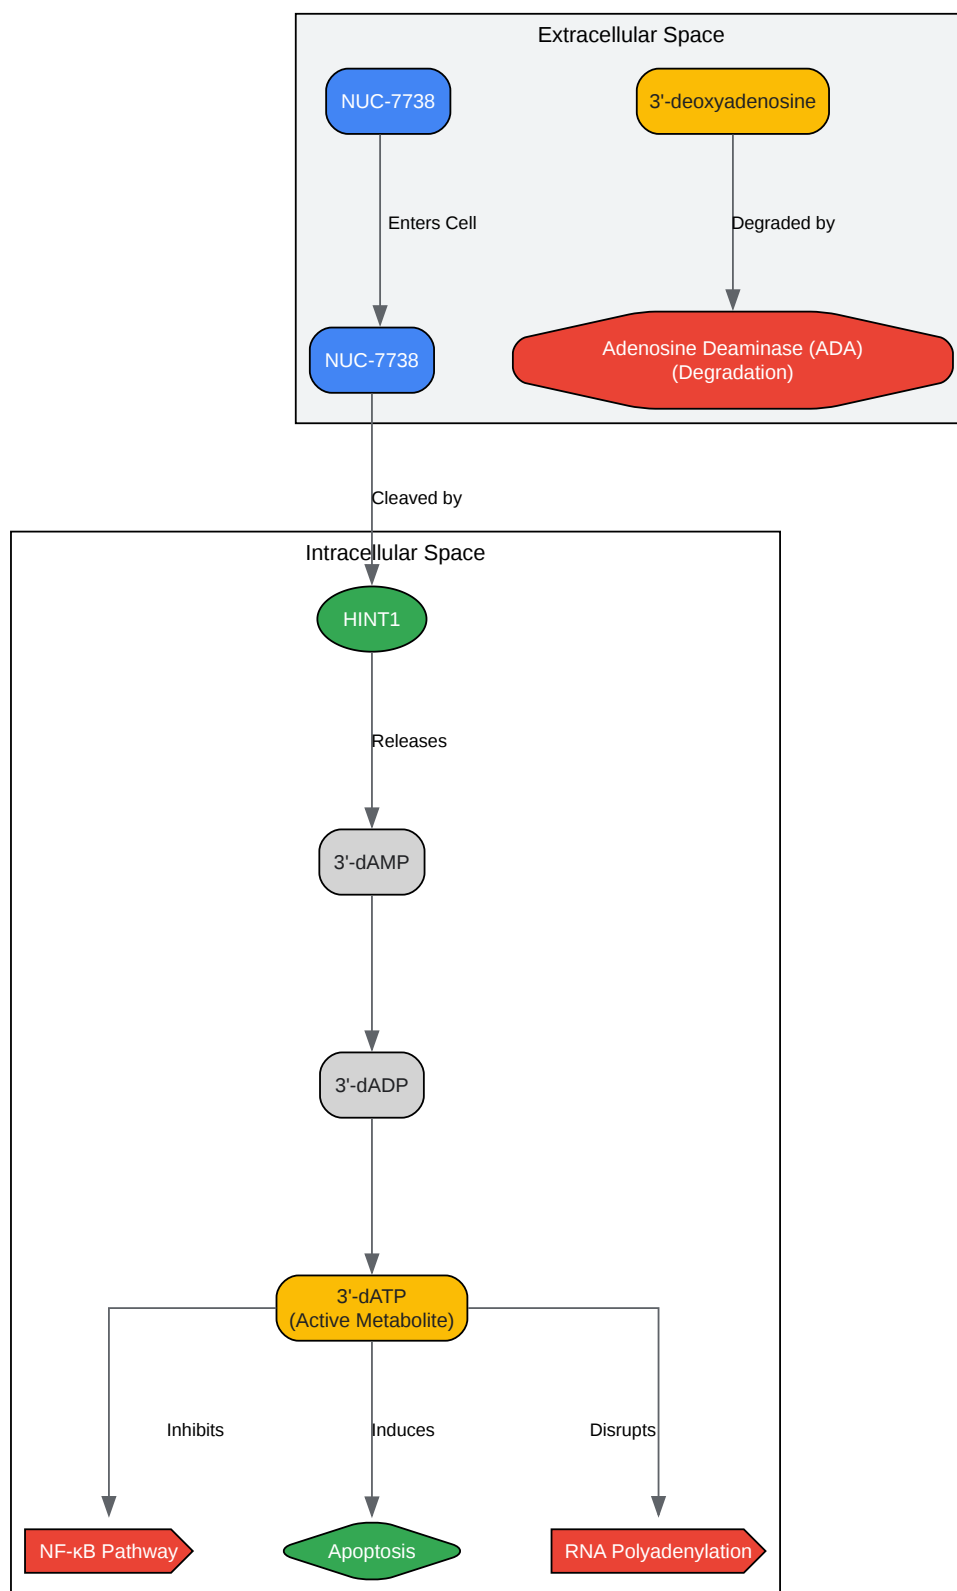 Extracellular Space
NUC-7738
3'-deoxyadenosine
Enters Cell
Degraded by
NUC-7738
Adenosine Deaminase (ADA)
(Degradation)
Cleaved by
Intracellular Space
HINT1
Releases
3'-dAMP
3'-dADP
3'-dATP
(Active Metabolite)
Inhibits
Induces
Disrupts
NF-κB Pathway
Apoptosis
RNA Polyadenylation